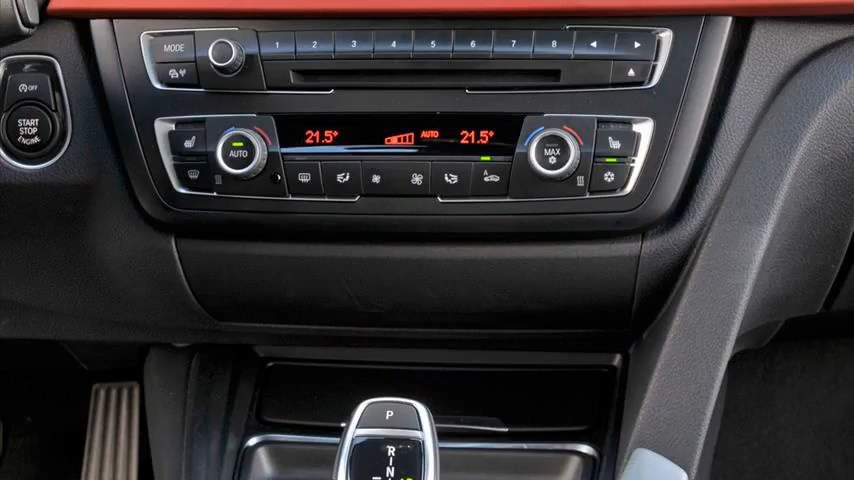 MODE 1 2 3 4 5 6 7 8
START
STOP
ENGINE
21.5° AUTO 21.5°
AUTO
MAX
A
P
R
N